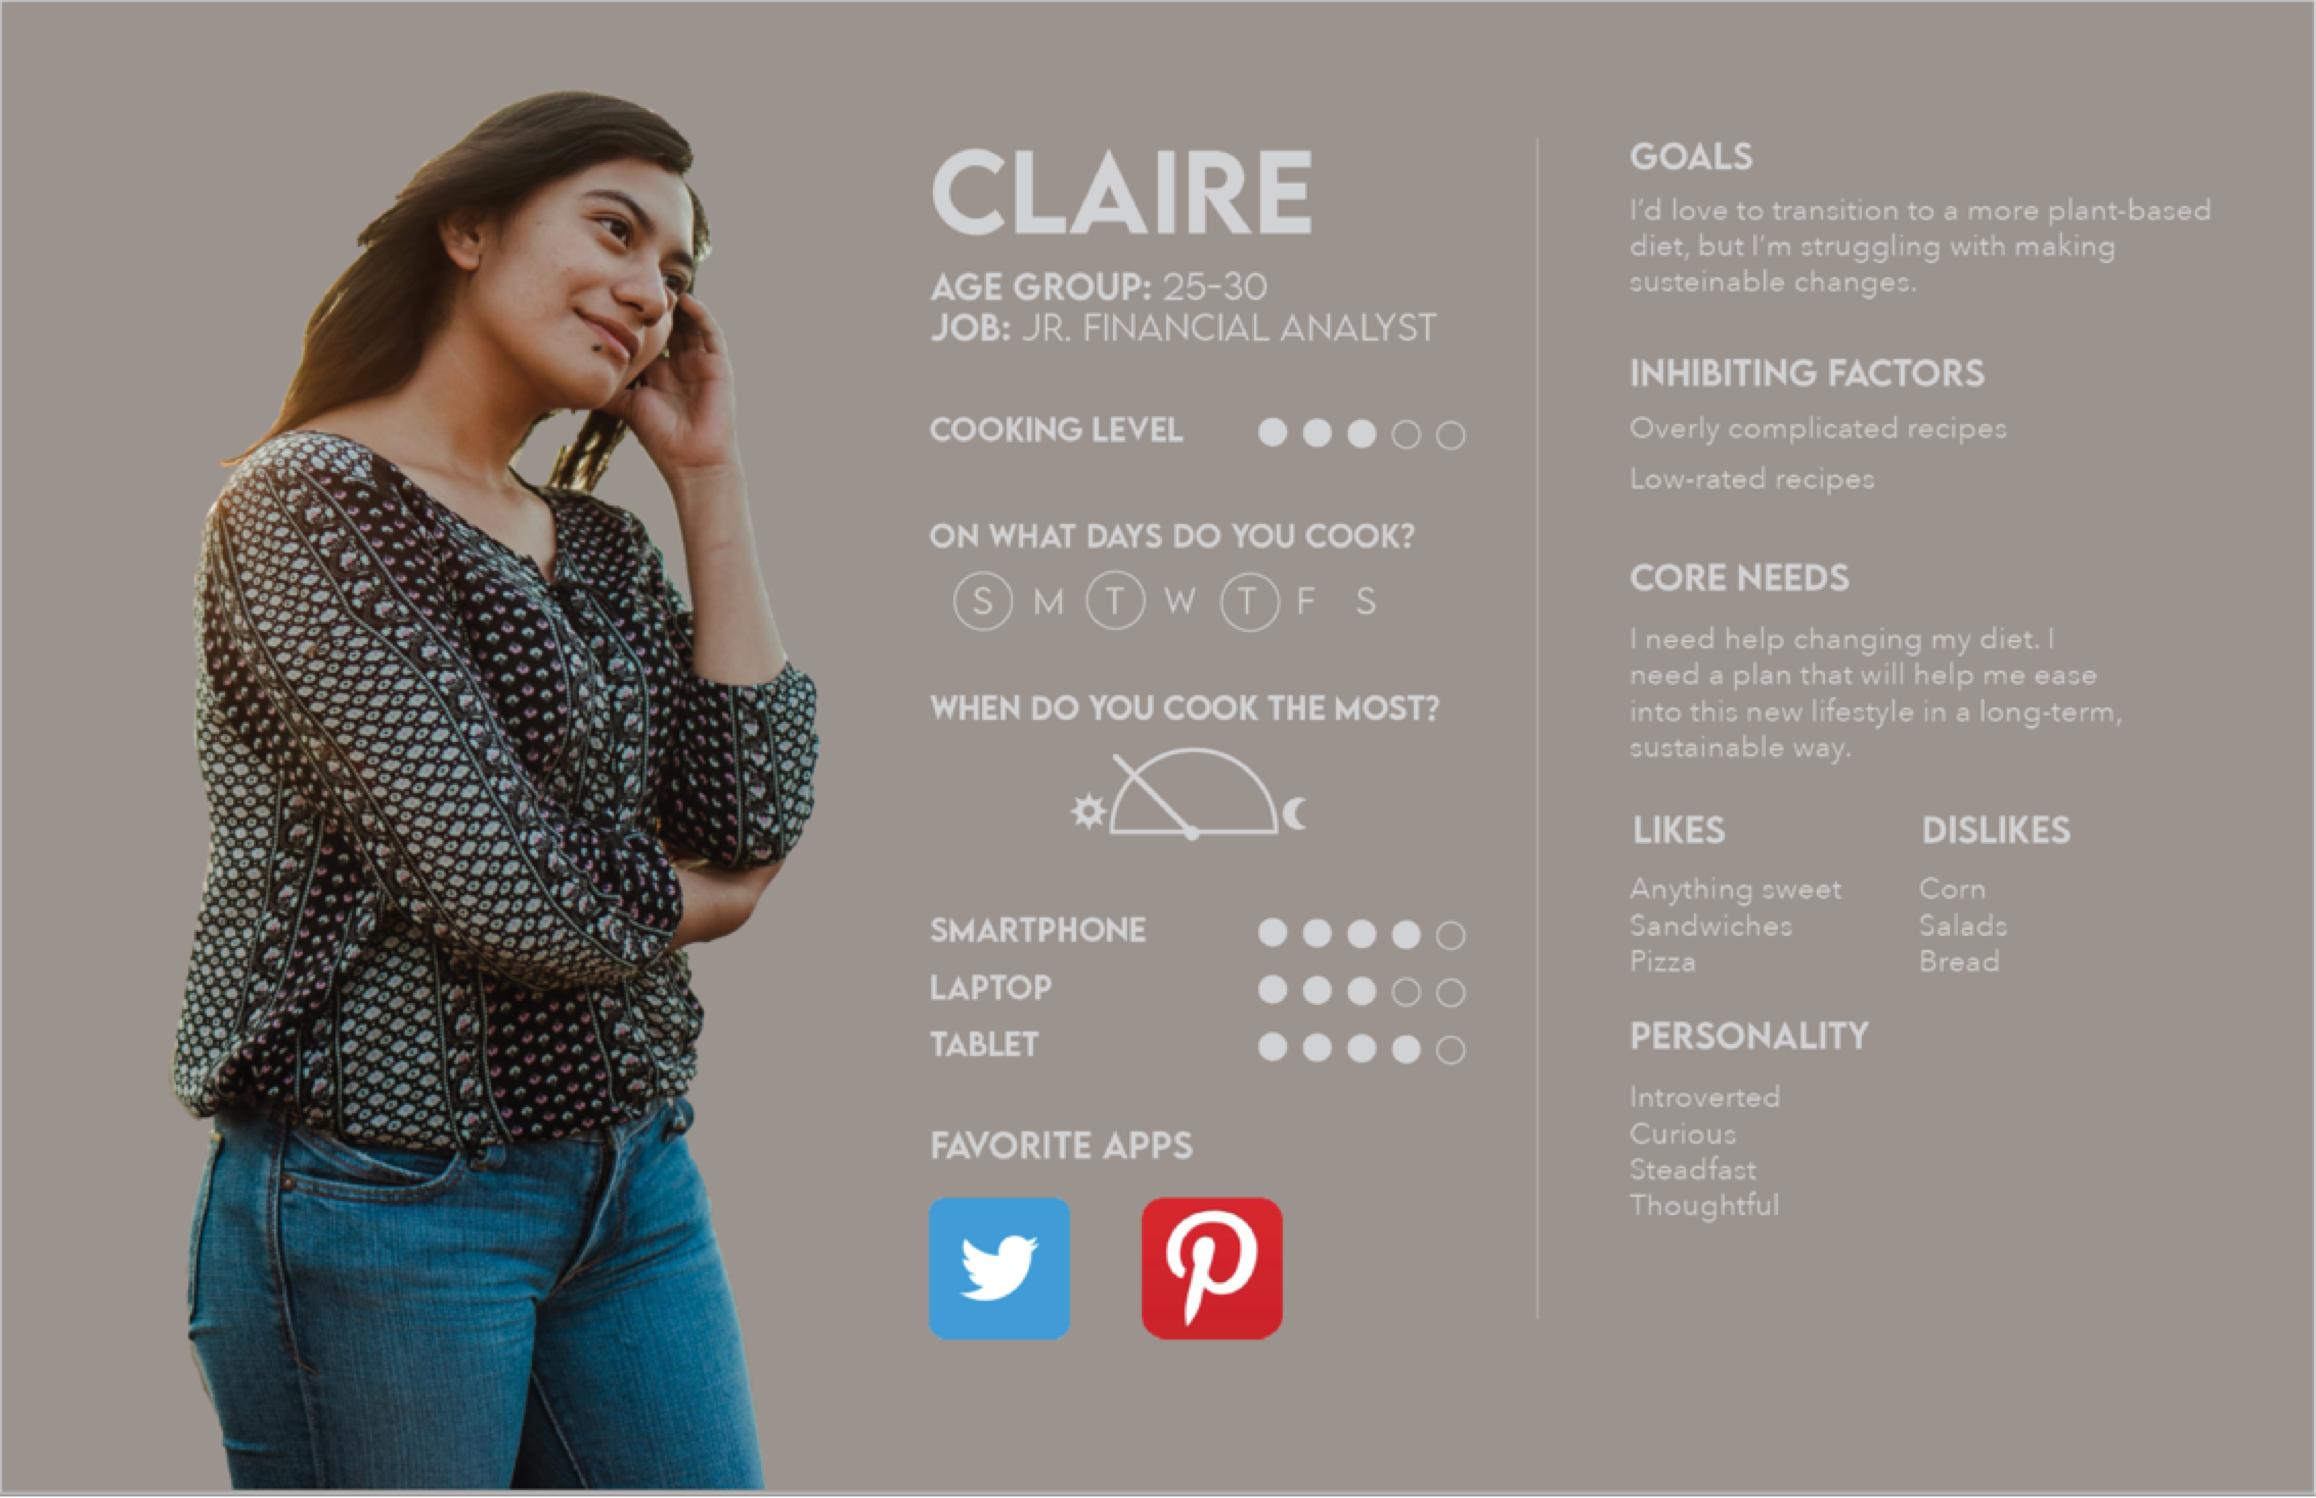 CLAIRE
AGE GROUP: 25-30
JOB: JR. FINANCIAL ANALYST
COOKING LEVEL
ON WHAT DAYS DO YOU COOK?
S M T W T F S
WHEN DO YOU COOK THE MOST?
SMARTPHONE
LAPTOP
TABLET
FAVORITE APPS
GOALS
I'd love to transition to a more plant-based
diet, but I'm struggling with making
susteinable changes.
INHIBITING FACTORS
Overly complicated recipes
Low-rated recipes
CORE NEEDS
I need help changing my diet. I
need a plan that will help me ease
into this new lifestyle in a long-term,
sustainable way.
LIKES
Anything sweet
Sandwiches
Pizza
DISLIKES
Corn
Salads
Bread
PERSONALITY
Introverted
Curious
Steadfast
Thoughtful